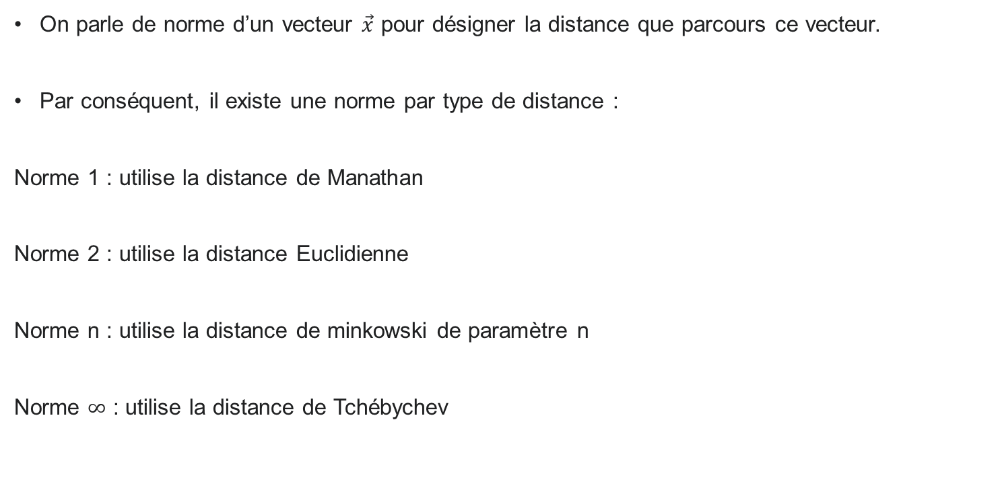 • On parle de norme d’un vecteur x⃗ pour désigner la distance que parcours ce vecteur.
• Par conséquent, il existe une norme par type de distance :
Norme 1 : utilise la distance de Manathan
Norme 2 : utilise la distance Euclidienne
Norme n : utilise la distance de minkowski de paramètre n
Norme ∞ : utilise la distance de Tchébychev